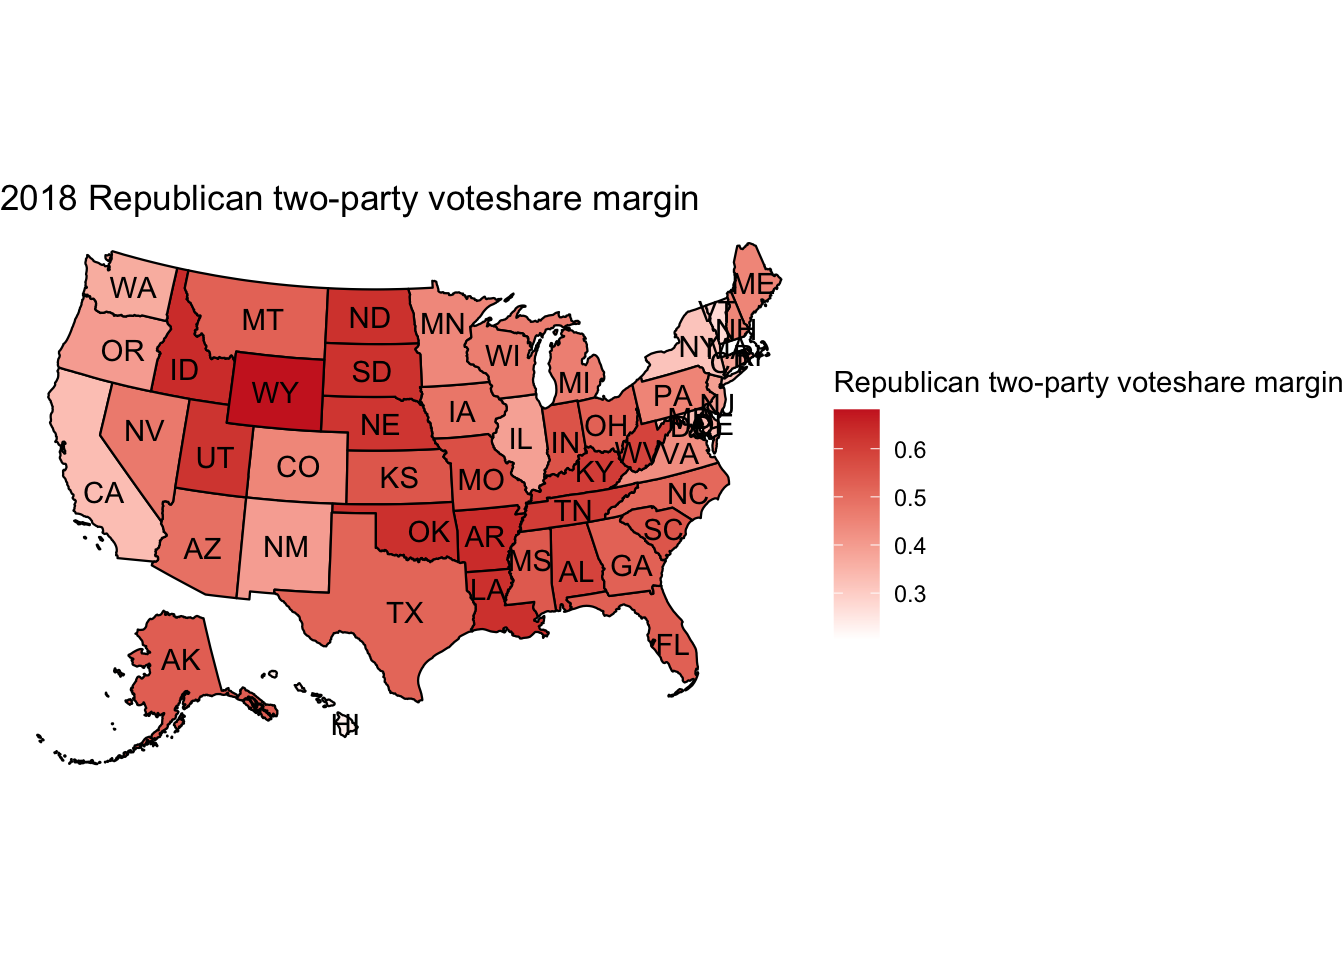 2018 Republican two-party voteshare margin
WA
MT
ND
MN
ME
VT
NH
OR
ID
SD
WI
NY
MA
RI
WY
MI
PA
NJ
NV
NE
IA
OH
UT
CO
IL
IN
WV
VA
DE
CA
KS
MO
KY
NC
AZ
NM
OK
AR
TN
SC
MS
AL
GA
LA
TX
FL
AK
HI
Republican two-party voteshare margin
0.6
0.5
0.4
0.3